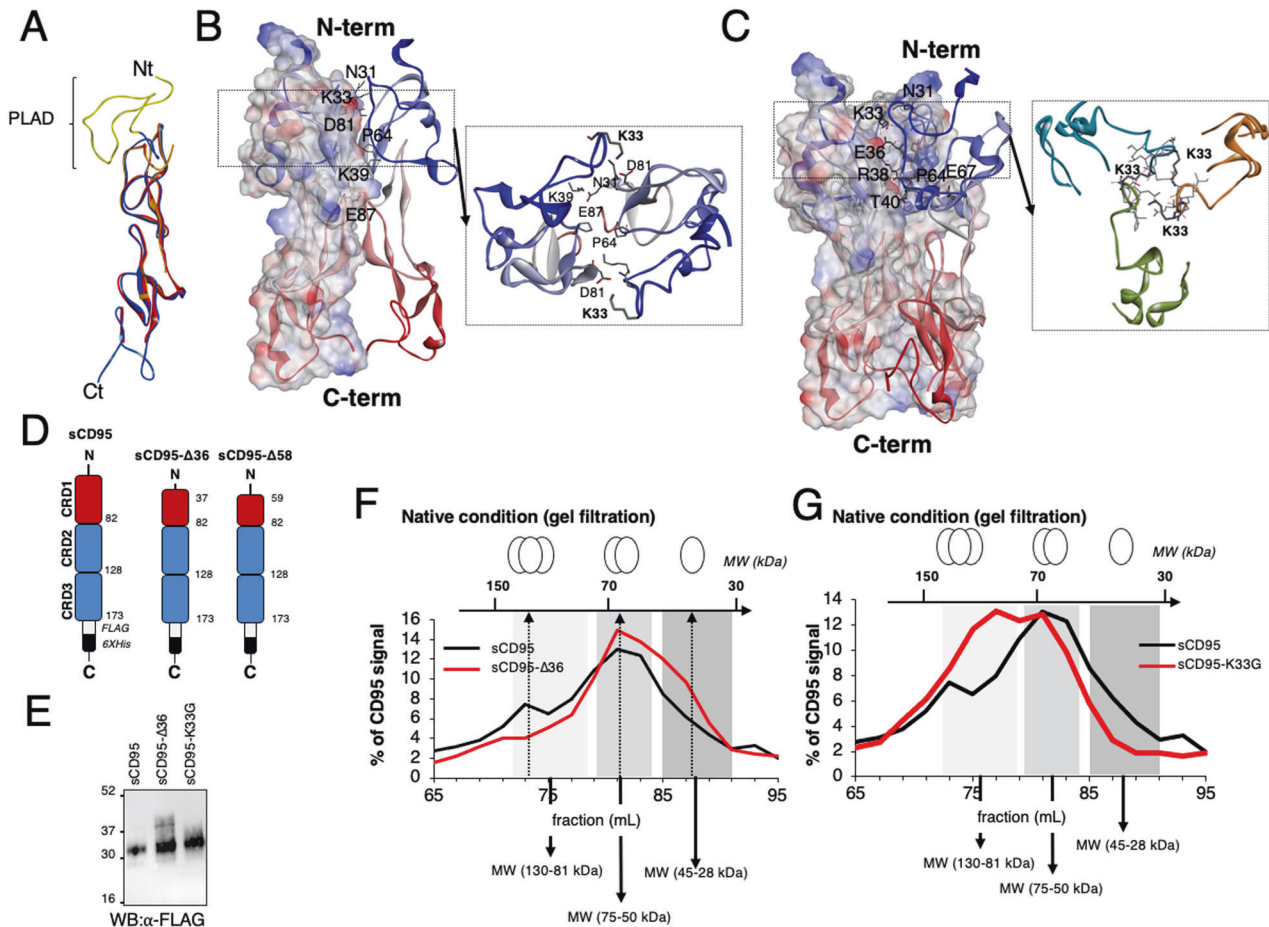 A
Nt
PLAD
Ct
B
N-term
N31
K33
D81
P64
K39
E87
C-term
K33
D81
N31
K39
E87
P64
D81
K33
C
N-term
N31
K33
E36
R38
P64
E67
T40
C-term
K33
K33
K33
D
sCD95
sCD95-Δ36
sCD95-Δ58
N
N
N
CRD1
37
59
82
82
82
CRD2
128
128
128
CRD3
173
173
173
FLAG
6XHis
C
C
C
E
sCD95
sCD95-Δ36
sCD95-K33G
52
37
30
16
WB:α-FLAG
F
Native condition (gel filtration)
MW (kDa)
150
70
30
% of CD95 signal
16
14
12
10
8
6
4
2
0
sCD95
sCD95-Δ36
65
75
85
95
fraction (mL)
MW (130-81 kDa)
MW (45-28 kDa)
MW (75-50 kDa)
G
Native condition (gel filtration)
MW (kDa)
150
70
30
% of CD95 signal
14
12
10
8
6
4
2
0
sCD95
sCD95-K33G
65
75
85
95
fraction (mL)
MW (130-81 kDa)
MW (45-28 kDa)
MW (75-50 kDa)